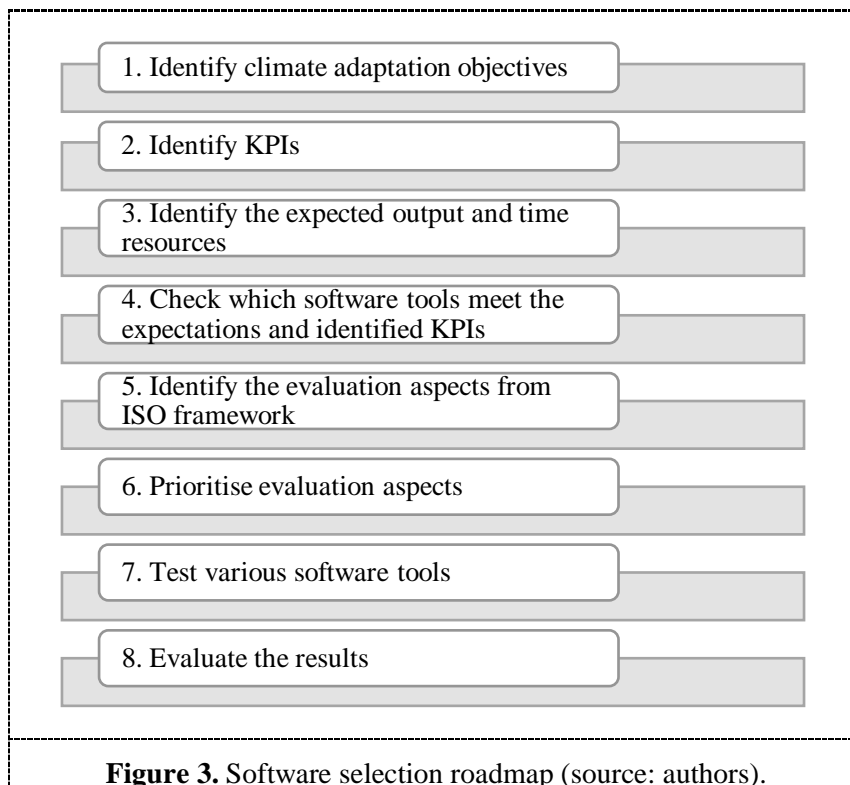 1. Identify climate adaptation objectives
2. Identify KPIs
3. Identify the expected output and time
resources
4. Check which software tools meet the
expectations and identified KPIs
5. Identify the evaluation aspects from
ISO framework
6. Prioritise evaluation aspects
7. Test various software tools
8. Evaluate the results
Figure 3. Software selection roadmap (source: authors).